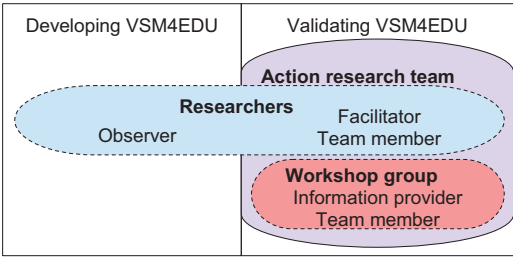 Developing VSM4EDU
Validating VSM4EDU
Action research team
Researchers
Observer
Facilitator
Team member
Workshop group
Information provider
Team member